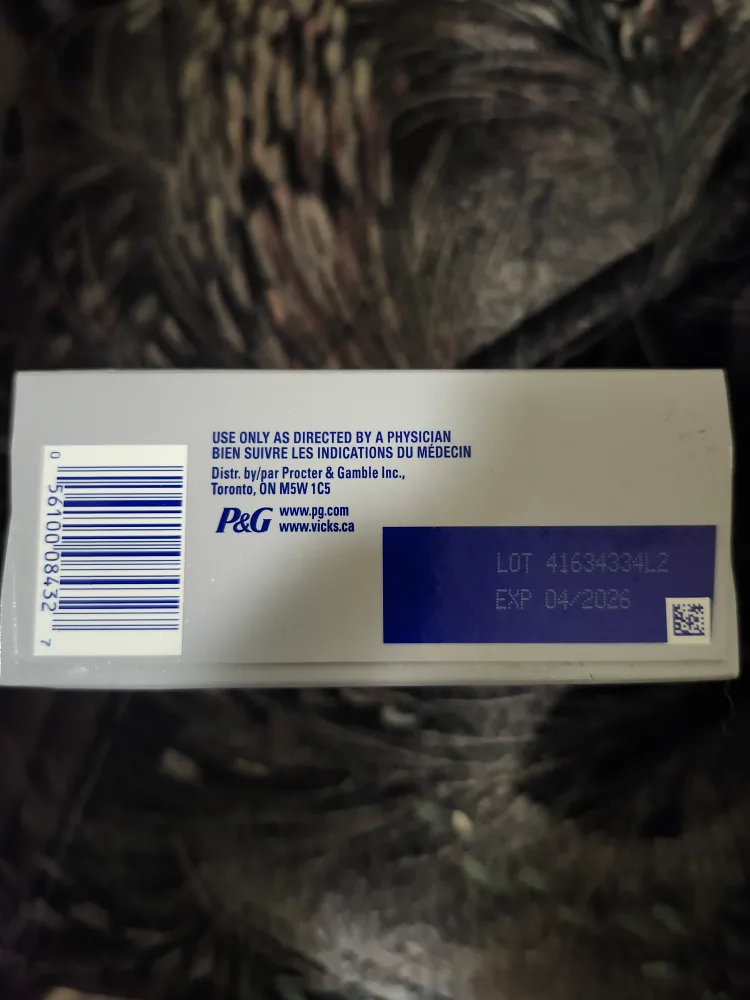 USE ONLY AS DIRECTED BY A PHYSICIAN
BIEN SUIVRE LES INDICATIONS DU MÉDECIN
Distr. by/par Procter & Gamble Inc.,
Toronto, ON M5W 1C5
P&G
www.pg.com
www.vicks.ca
LOT 41634334L2
EXP 04/2026
0 56100 08432 7